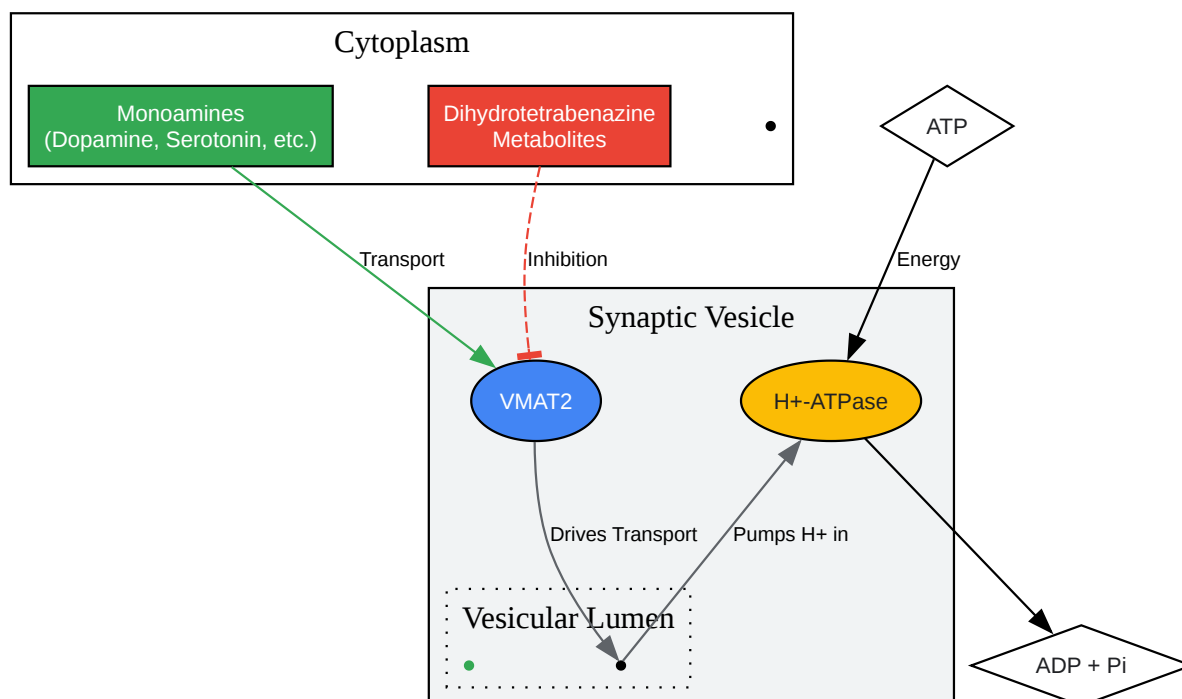 Cytoplasm
Monoamines
(Dopamine, Serotonin, etc.)
Dihydrotetrabenazine
Metabolites
ATP
Transport
Inhibition
Energy
Synaptic Vesicle
VMAT2
H+-ATPase
Drives Transport
Pumps H+ in
Vesicular Lumen
ADP + Pi